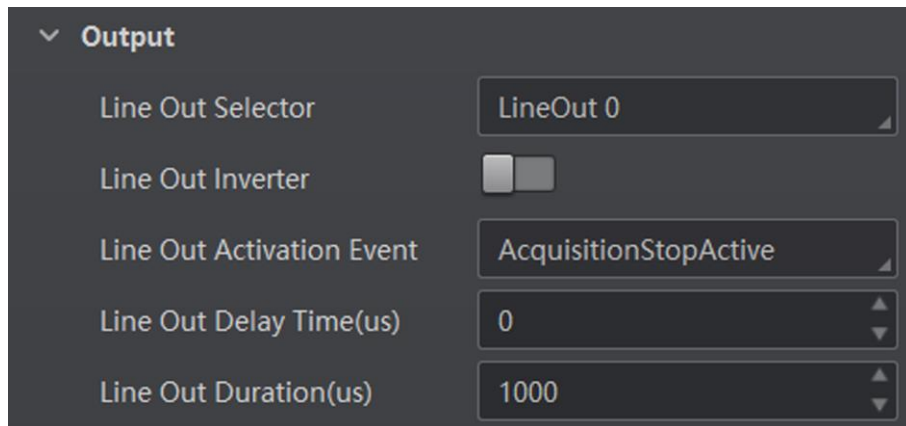 Output
Line Out Selector LineOut 0
Line Out Inverter
Line Out Activation Event AcquisitionStopActive
Line Out Delay Time(us) 0
Line Out Duration(us) 1000